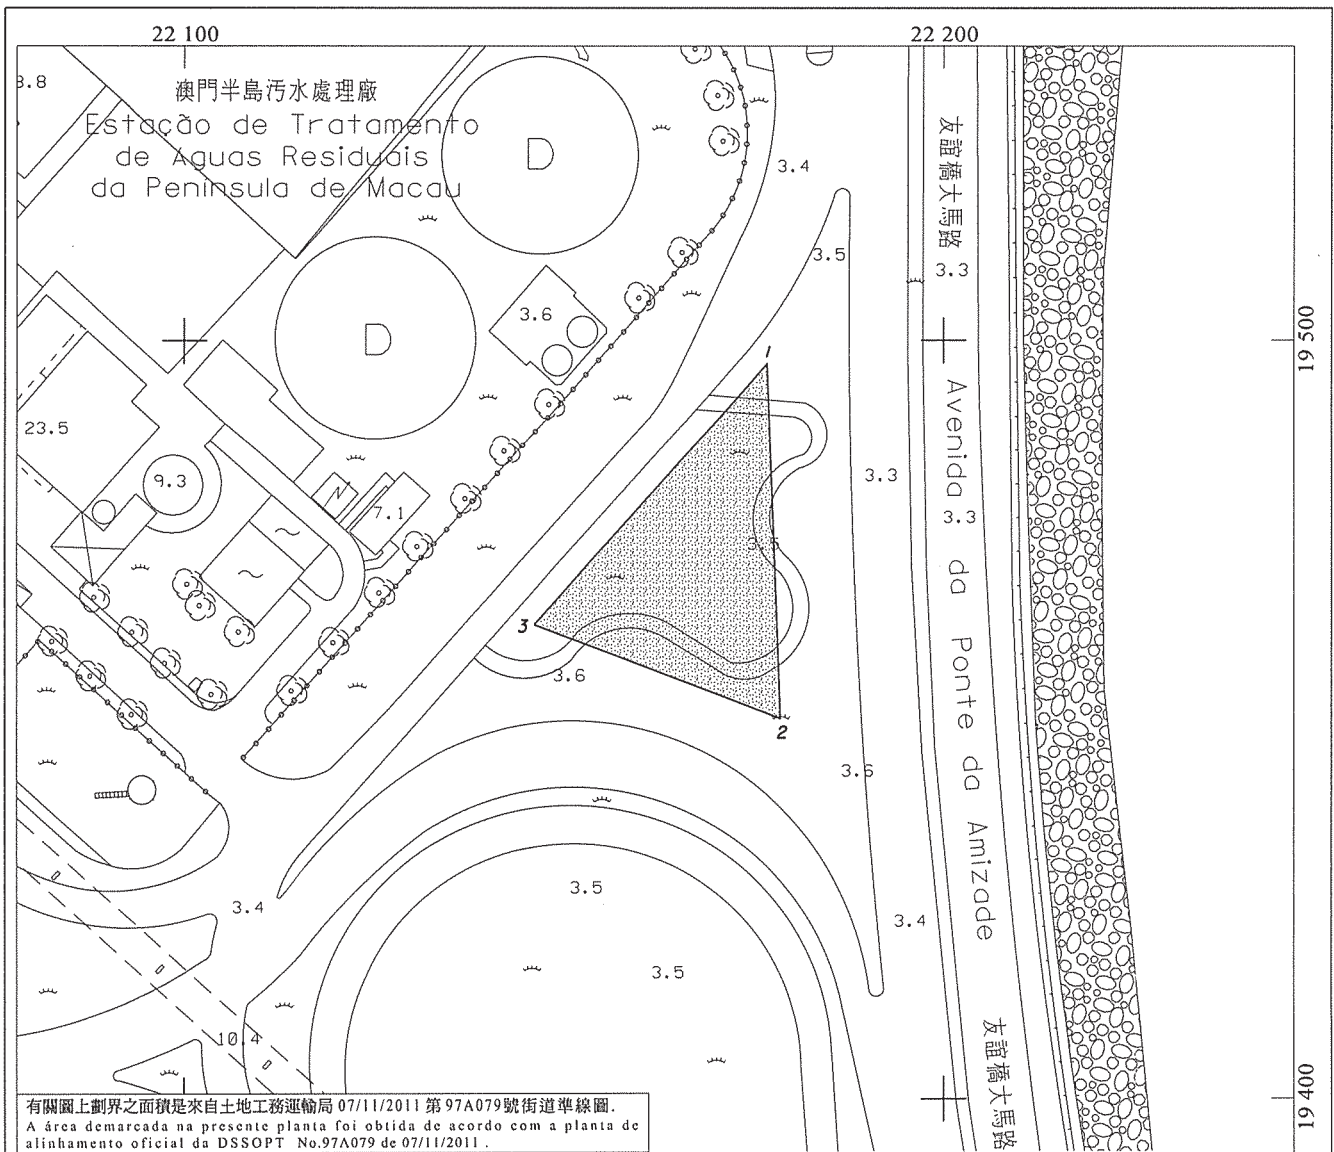 22 100
22 200
3.8
澳門半島污水處理廠
Estação de Tratamento
de Águas Residuais
da Península de Macau
D
3.4
友誼橋大馬路
3.5
3.3
3.6
D
1
19 500
23.5
9.3
7.1
3.3
Avenida da Ponte da Amizade
3.3
3.5
3
3.6
2
3.6
3.5
3.4
3.4
3.5
10.4
友誼橋大馬路
19 400
有關圖上劃界之面積是來自土地工務運輸局 07/11/2011 第 97A079號街道準線圖.
A área demarcada na presente planta foi obtida de acordo com a planta de
alinhamento oficial da DSSOPT No.97A079 de 07/11/2011 .